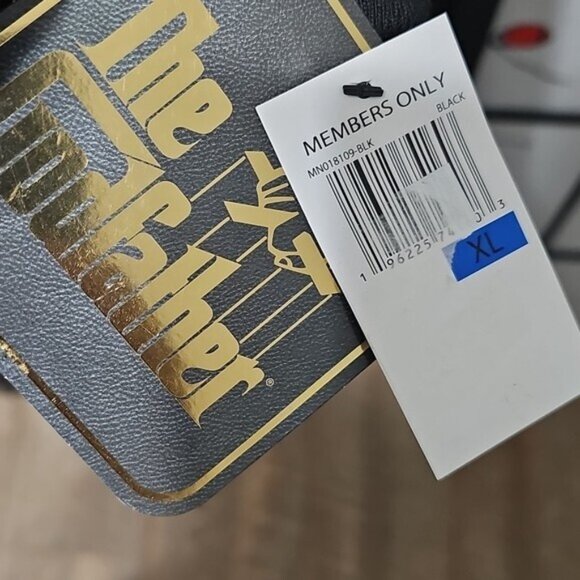 The
Godfather
®
MEMBERS ONLY
MN018109-BLK
BLACK
XL